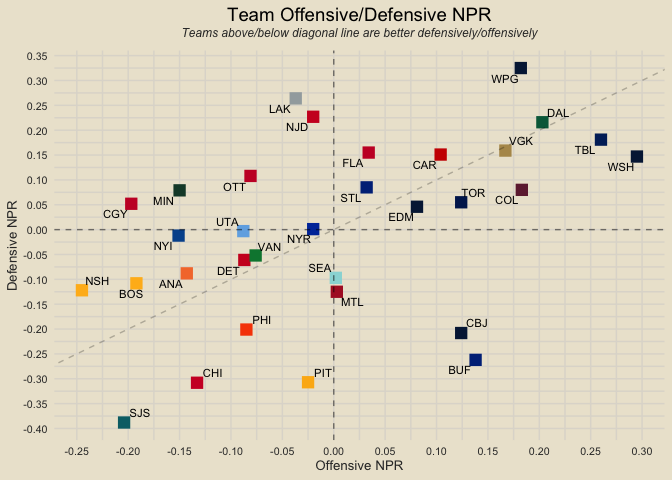 Team Offensive/Defensive NPR
Teams above/below diagonal line are better defensively/offensively
0.35
0.30
0.25
0.20
0.15
0.10
0.05
0.00
-0.05
-0.10
-0.15
-0.20
-0.25
-0.30
-0.35
-0.40
Defensive NPR
WPG
LAK
DAL
NJD
VGK
TBL
FLA
CAR
WSH
OTT
STL
TOR
COL
MIN
CGY
EDM
UTA
NYR
NYI
VAN
DET
SEA
NSH
ANA
BOS
MTL
PHI
CBJ
BUF
CHI
PIT
SJS
-0.25 -0.20 -0.15 -0.10 -0.05 0.00 0.05 0.10 0.15 0.20 0.25 0.30
Offensive NPR